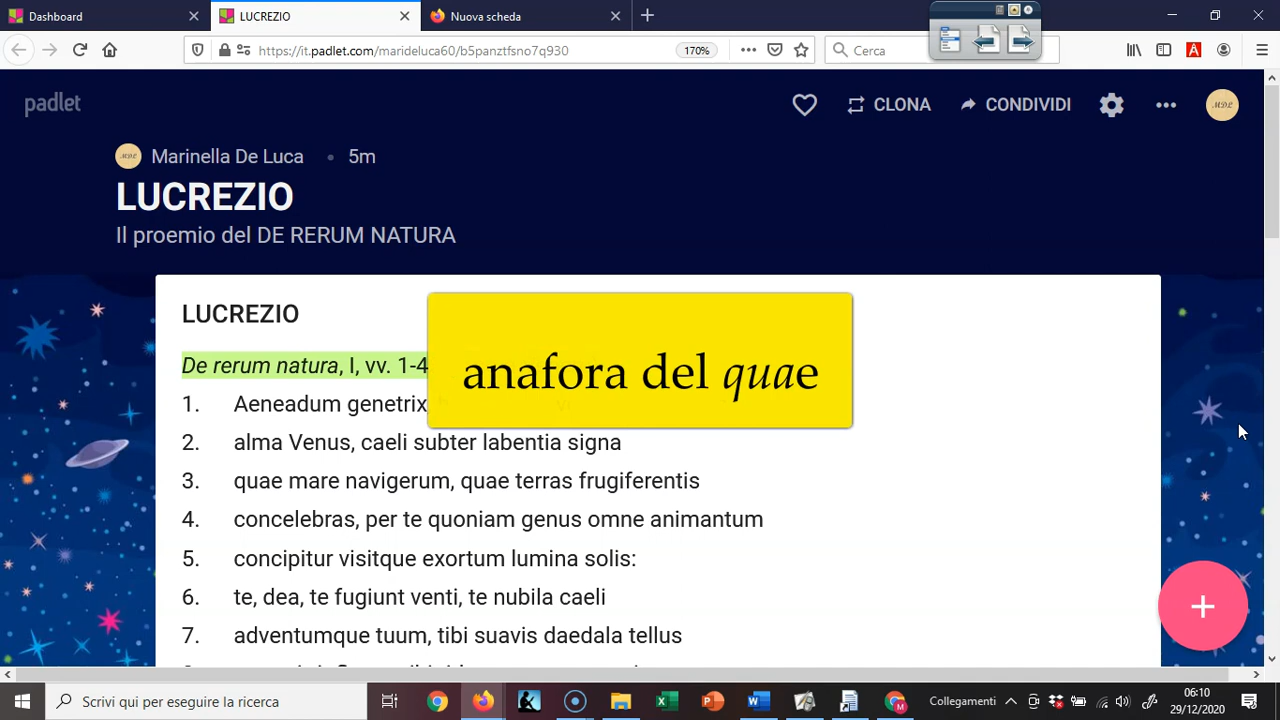 Dashboard
LUCREZIO
Nuova scheda
https://it.padlet.com/marideluca60/b5panztfsno7q930
170%
Cerca
padlet
CLONA
CONDIVIDI
MDL
MDL
Marinella De Luca • 5m
LUCREZIO
Il proemio del DE RERUM NATURA
LUCREZIO
anafora del quae
De rerum natura, I, vv. 1-4
1. Aeneadum genetrix,
2. alma Venus, caeli subter labentia signa
3. quae mare navigerum, quae terras frugiferentis
4. concelebras, per te quoniam genus omne animantum
5. concipitur visitque exortum lumina solis:
6. te, dea, te fugiunt venti, te nubila caeli
7. adventumque tuum, tibi suavis daedala tellus
Scrivi qui per eseguire la ricerca
Collegamenti
06:10
29/12/2020